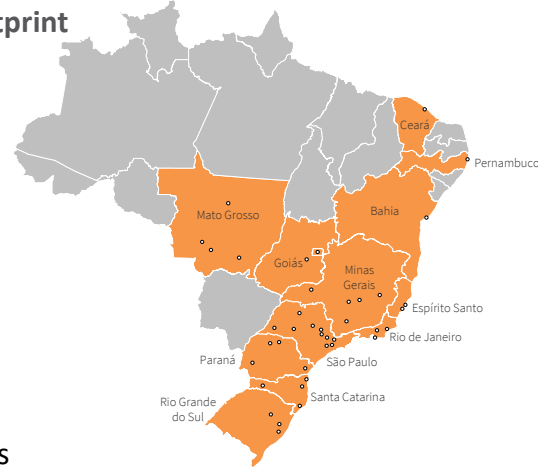 tprint
Ceará
Pernambuco
Mato Grosso
Bahia
Goiás
Minas
Gerais
Espírito Santo
Rio de Janeiro
Paraná
São Paulo
Rio Grande
do Sul
Santa Catarina
s